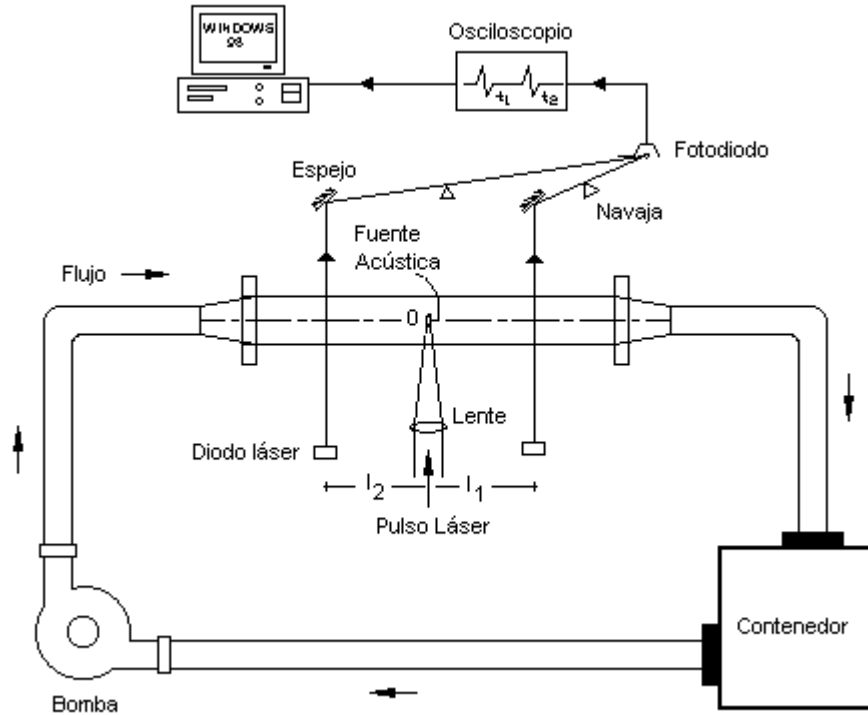 WINDOWS
98
Osciloscopio
t1
t2
Fotodiodo
Espejo
Navaja
Fuente
Acústica
Flujo
0
Lente
Diodo láser
l2
l1
Pulso Láser
Contenedor
Bomba